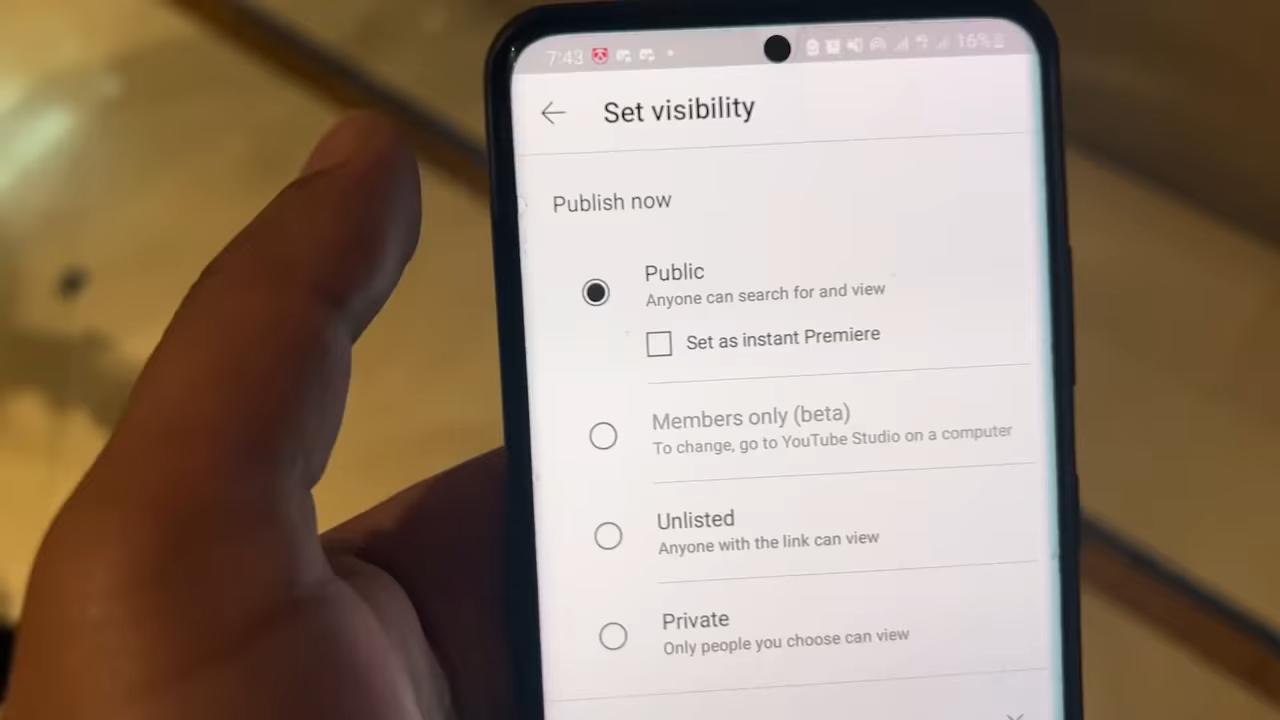 7:43
16%
Set visibility
Publish now
Public
Anyone can search for and view
Set as instant Premiere
Members only (beta)
To change, go to YouTube Studio on a computer
Unlisted
Anyone with the link can view
Private
Only people you choose can view